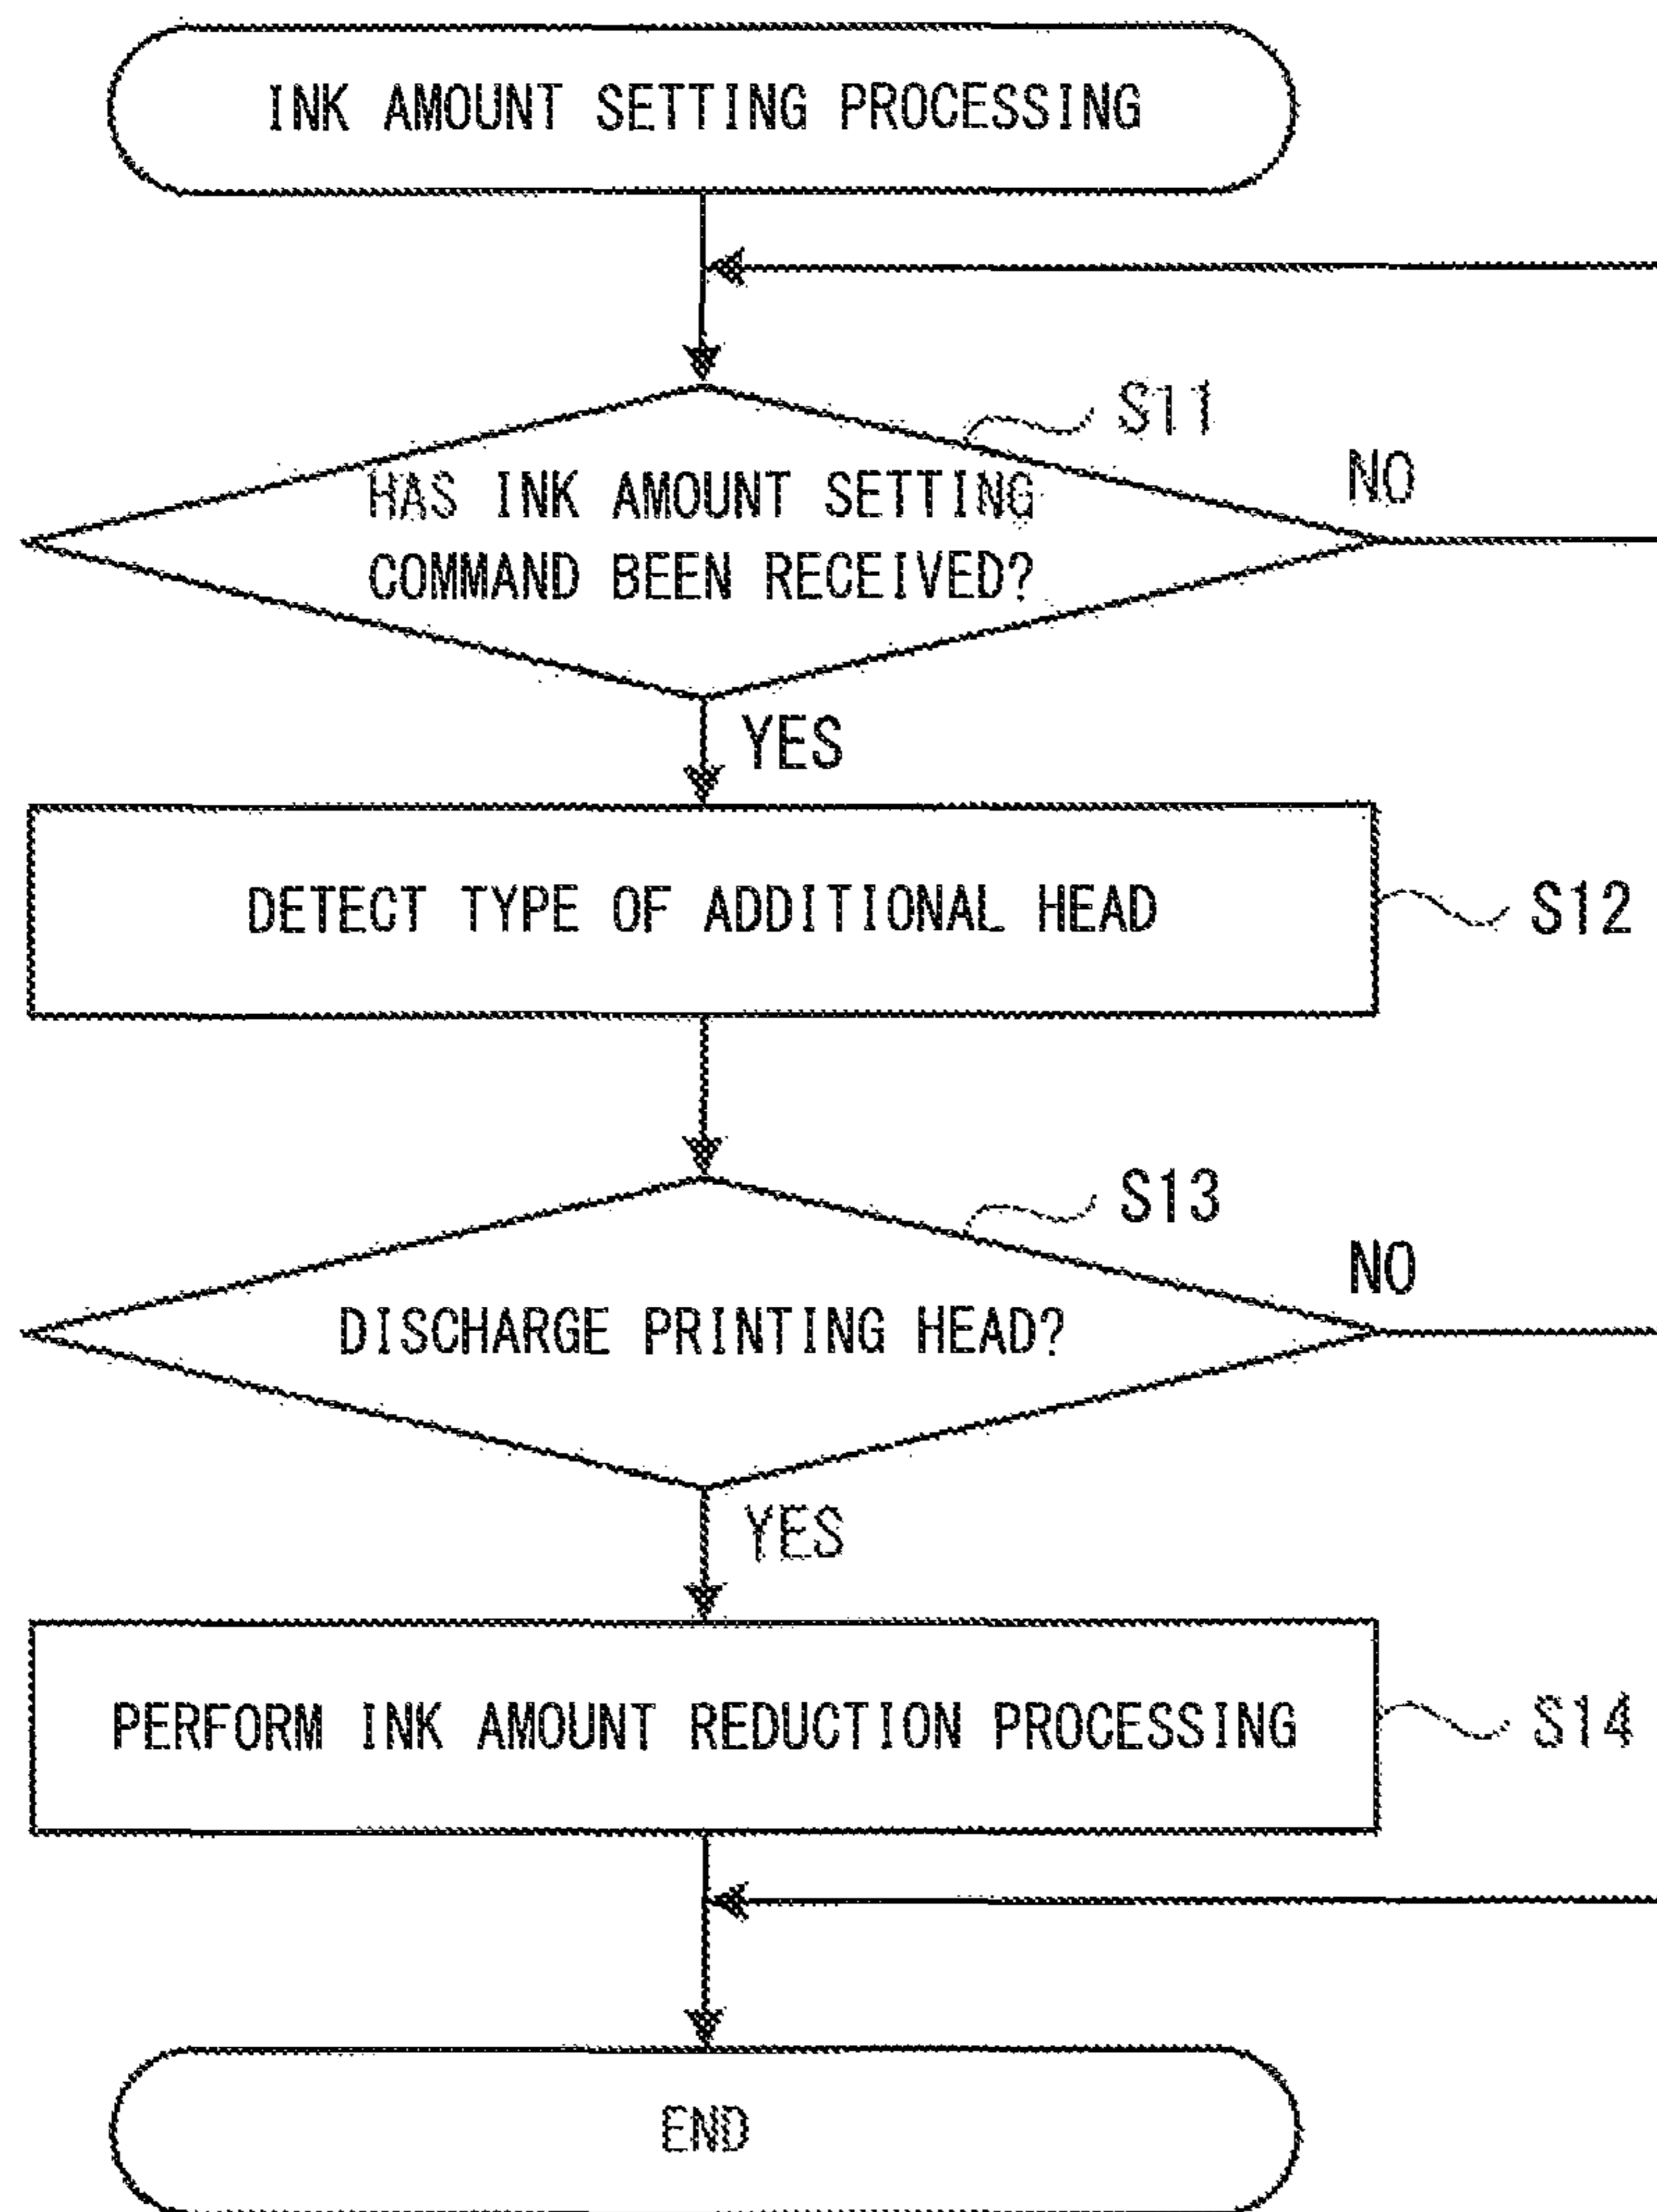 INK AMOUNT SETTING PROCESSING
S11
HAS INK AMOUNT SETTING
NO
COMMAND BEEN RECEIVED?
YES
DETECT TYPE OF ADDITIONAL HEAD
S12
S13
NO
DISCHARGE PRINTING HEAD?
YES
PERFORM INK AMOUNT REDUCTION PROCESSING
S14
END